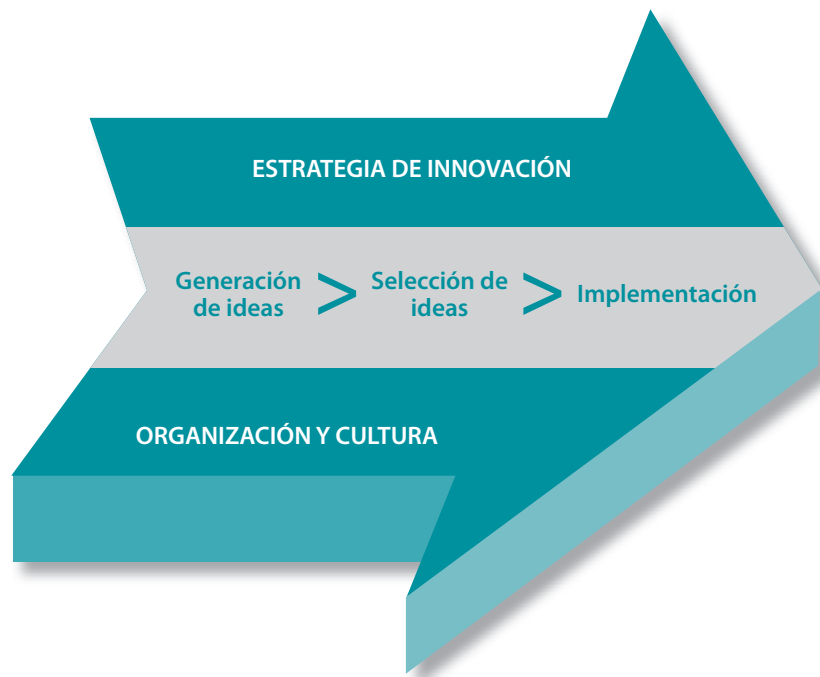 ESTRATEGIA DE INNOVACIÓN
Generación
de ideas
>
Selección de
ideas
>
Implementación
ORGANIZACIÓN Y CULTURA